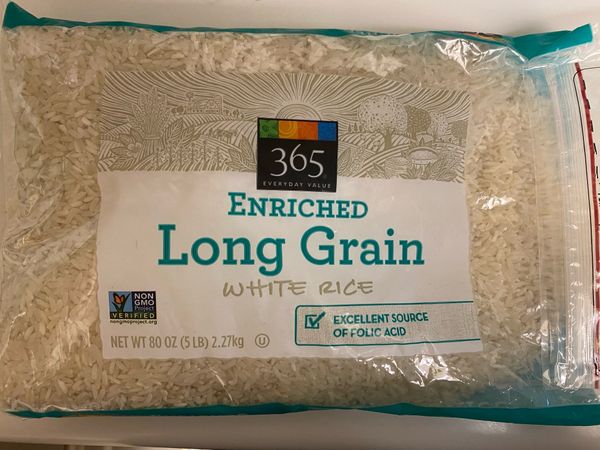 365
EVERYDAY VALUE
ENRICHED
Long Grain
WHITE RICE
NON
GMO
Project
VERIFIED
nongmoproject.org
EXCELLENT SOURCE
OF FOLIC ACID
NET WT 80 OZ (5 LB) 2.27kg U